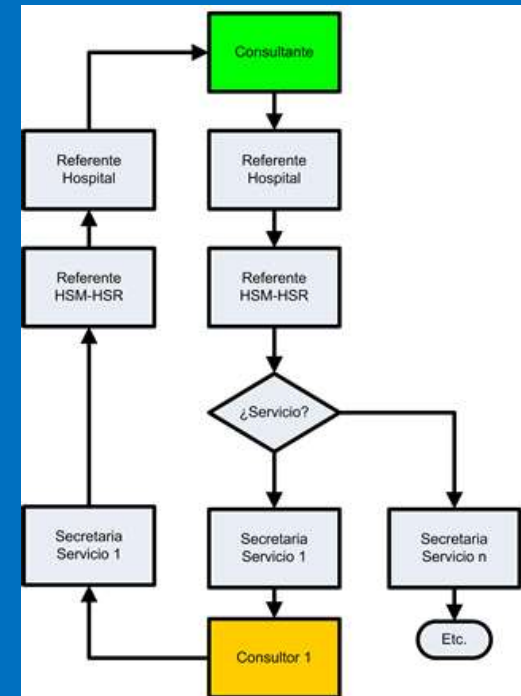 Consultante
Referente
Hospital
Referente
Hospital
Referente
HSM-HSR
Referente
HSM-HSR
¿Servicio?
Secretaria
Servicio 1
Secretaria
Servicio 1
Secretaria
Servicio n
Consultor 1
Etc.